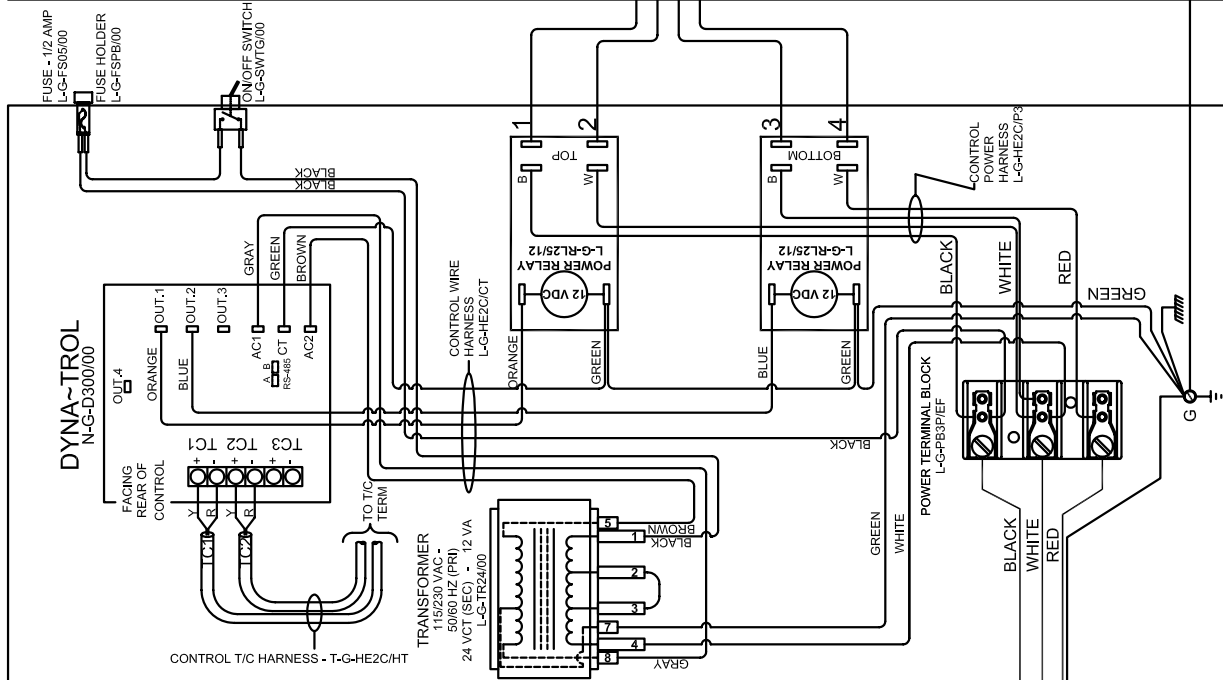 FUSE - 1/2 AMP
L-G-FS05/00
FUSE HOLDER
L-G-FSPB/00
ON/OFF SWITCH
L-G-SWTG/00
BLACK
BLACK
1
2
3
4
TOP
B
W
BOTTOM
B
W
POWER RELAY
L-G-RL25/12
12 VDC
POWER RELAY
L-G-RL25/12
12 VDC
CONTROL
POWER
HARNESS
L-G-HE2C/P3
BLACK
WHITE
RED
GREEN
DYNA~TROL
N-G-D300/00
OUT.4
OUT.1
OUT.2
OUT.3
ORANGE
BLUE
GRAY
GREEN
BROWN
AC1
CT
AC2
A B
RS-485
CONTROL WIRE
HARNESS
L-G-HE2C/CT
ORANGE
GREEN
BLUE
GREEN
BLACK
TC1
TC2
TC3
+
-
+
-
+
-
FACING
REAR OF
CONTROL
Y
R
Y
R
TC1
TC2
TO T/C
TERM
CONTROL T/C HARNESS - T-G-HE2C/HT
TRANSFORMER
115/230 VAC -
50/60 HZ (PRI)
24 VCT (SEC) - 12 VA
L-G-TR24/00
5
1
2
3
7
4
8
BROWN
BLACK
GRAY
GREEN
WHITE
POWER TERMINAL BLOCK
L-G-PB3P/EF
BLACK
WHITE
RED
G